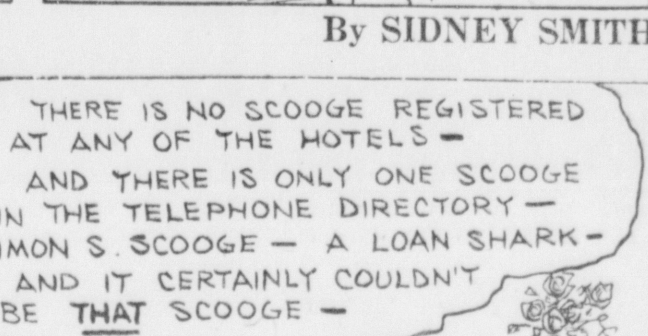 By SIDNEY SMITH
THERE IS NO SCOOGE REGISTERED
AT ANY OF THE HOTELS —
AND THERE IS ONLY ONE SCOOGE
IN THE TELEPHONE DIRECTORY —
IMON S. SCOOGE — A LOAN SHARK —
AND IT CERTAINLY COULDN'T
BE THAT SCOOGE —